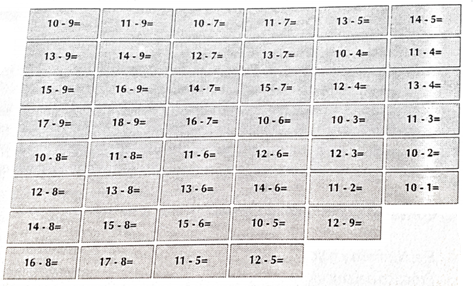 10 - 9= 11 - 9= 10 - 7= 11 - 7= 13 - 5= 14 - 5=
13 - 9= 14 - 9= 12 - 7= 13 - 7= 10 - 4= 11 - 4=
15 - 9= 16 - 9= 14 - 7= 15 - 7= 12 - 4= 13 - 4=
17 - 9= 18 - 9= 16 - 7= 10 - 6= 10 - 3= 11 - 3=
10 - 8= 11 - 8= 11 - 6= 12 - 6= 12 - 3= 10 - 2=
12 - 8= 13 - 8= 13 - 6= 14 - 6= 11 - 2= 10 - 1=
14 - 8= 15 - 8= 15 - 6= 10 - 5= 12 - 9=
16 - 8= 17 - 8= 11 - 5= 12 - 5=